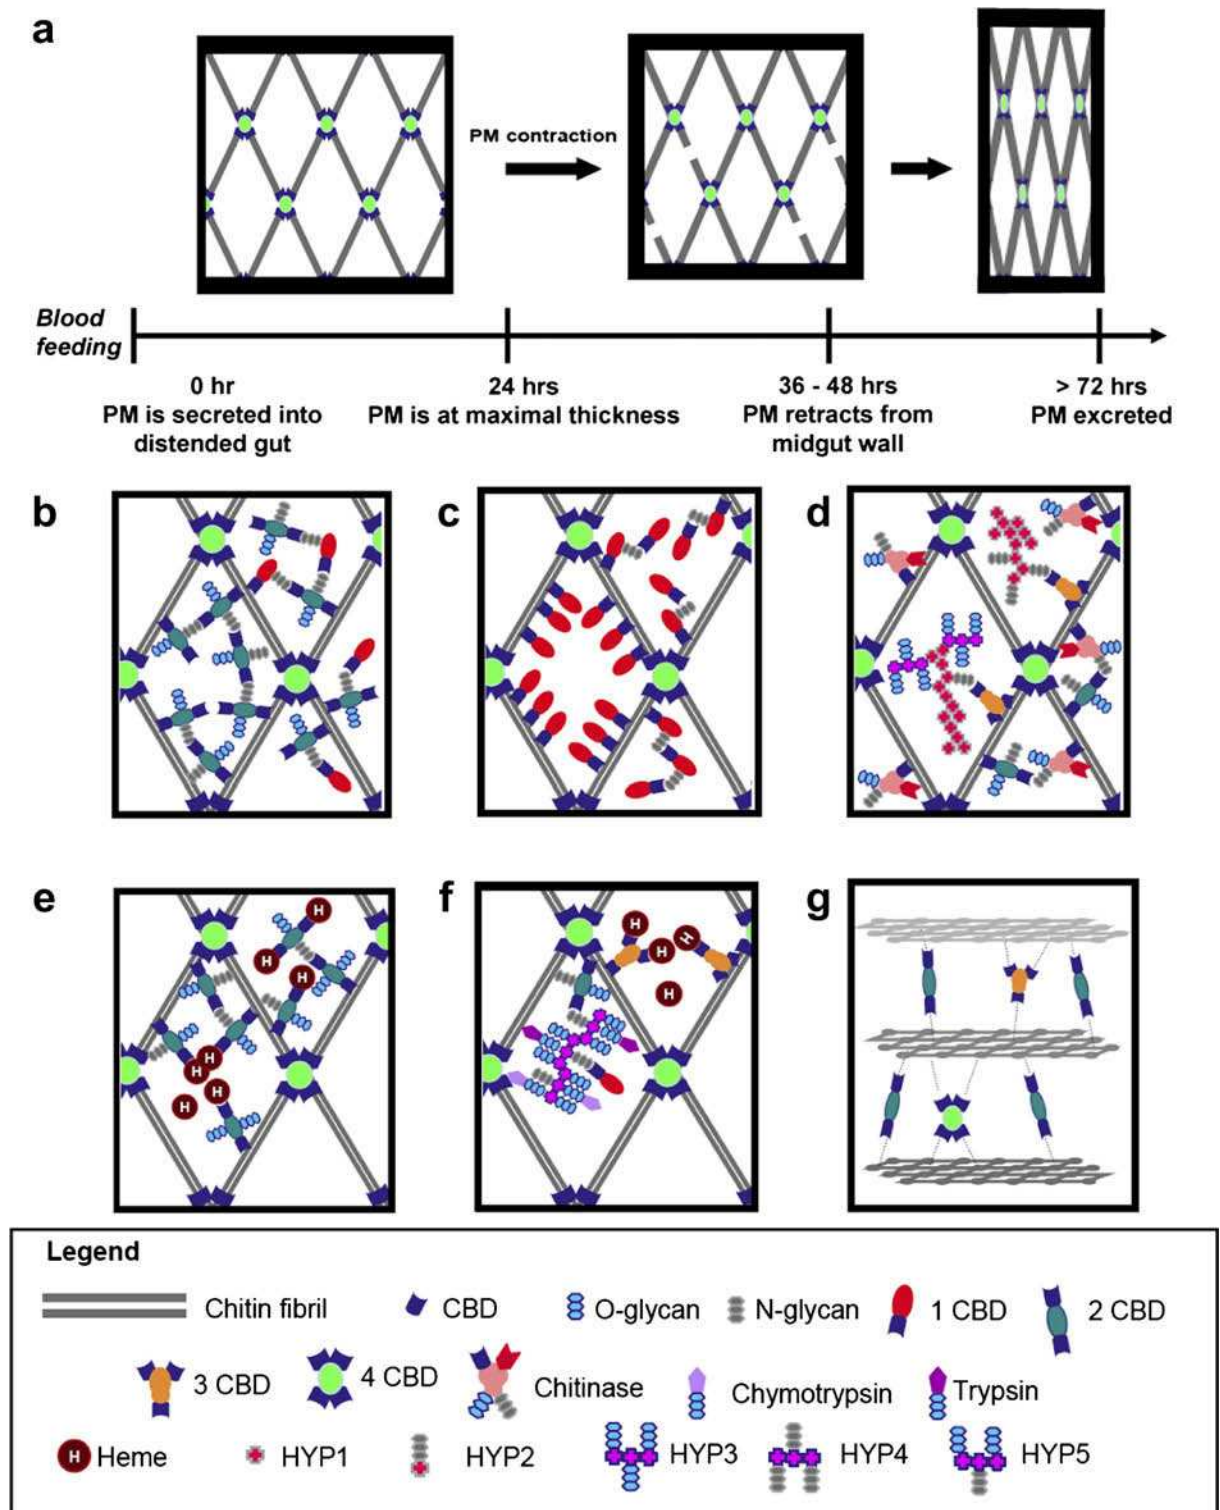 a
PM contraction
Blood
feeding
0 hr
PM is secreted into
distended gut
24 hrs
PM is at maximal thickness
36 - 48 hrs
PM retracts from
midgut wall
> 72 hrs
PM excreted
b
c
d
e
H
H
H
H
H
H
H
f
H
H
H
H
g
Legend
Chitin fibril
CBD
O-glycan
N-glycan
1 CBD
2 CBD
3 CBD
4 CBD
Chitinase
Chymotrypsin
Trypsin
H Heme
HYP1
HYP2
HYP3
HYP4
HYP5